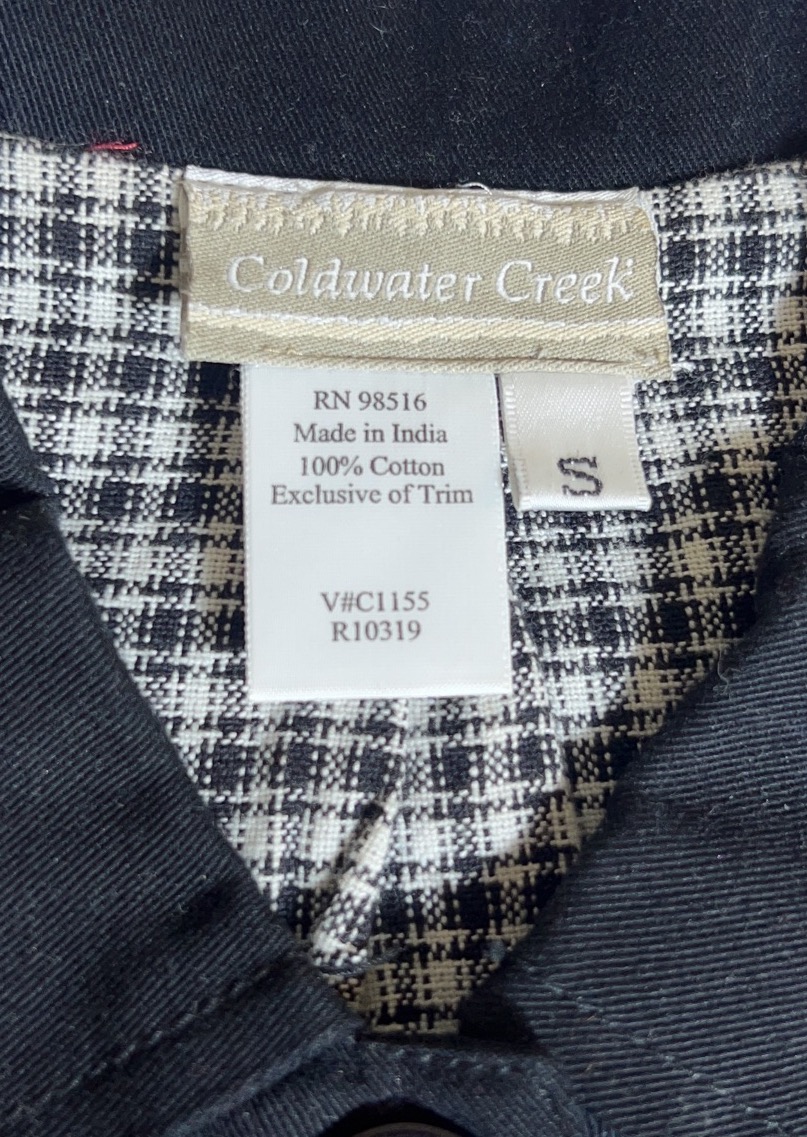 Coldwater Creek
RN 98516
Made in India
100% Cotton
Exclusive of Trim
S
V#C1155
R10319